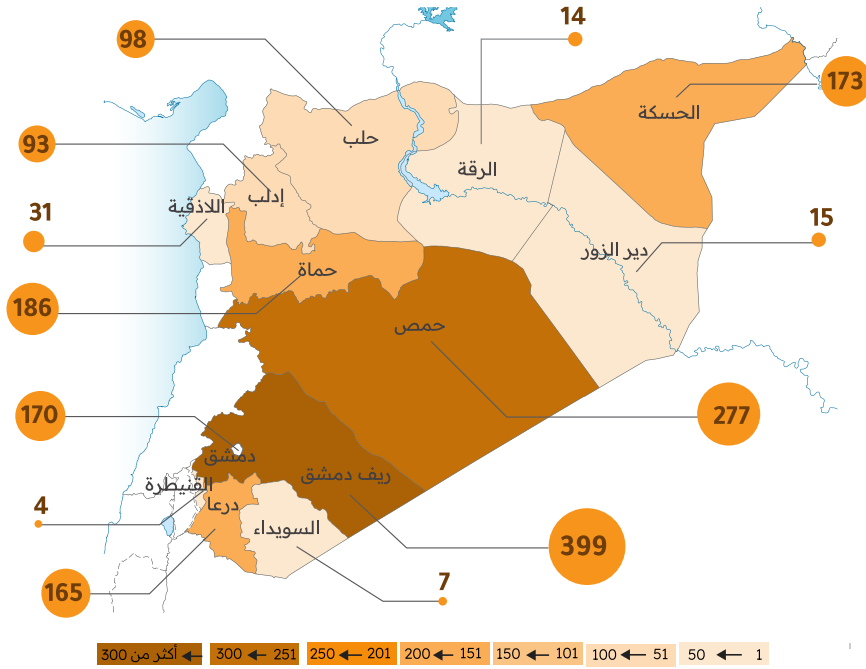 14
98
173
الحسكة
حلب
93
الرقة
إدلب
31
اللاذقية
15
دير الزور
حماة
186
حمص
277
170
دمشق
ريف دمشق
القنيطرة
4
درعا
السويداء
399
165
7
1 ← 50
51 ← 100
101 ← 150
151 ← 200
201 ← 250
251 ← 300
أكثر من 300 ←